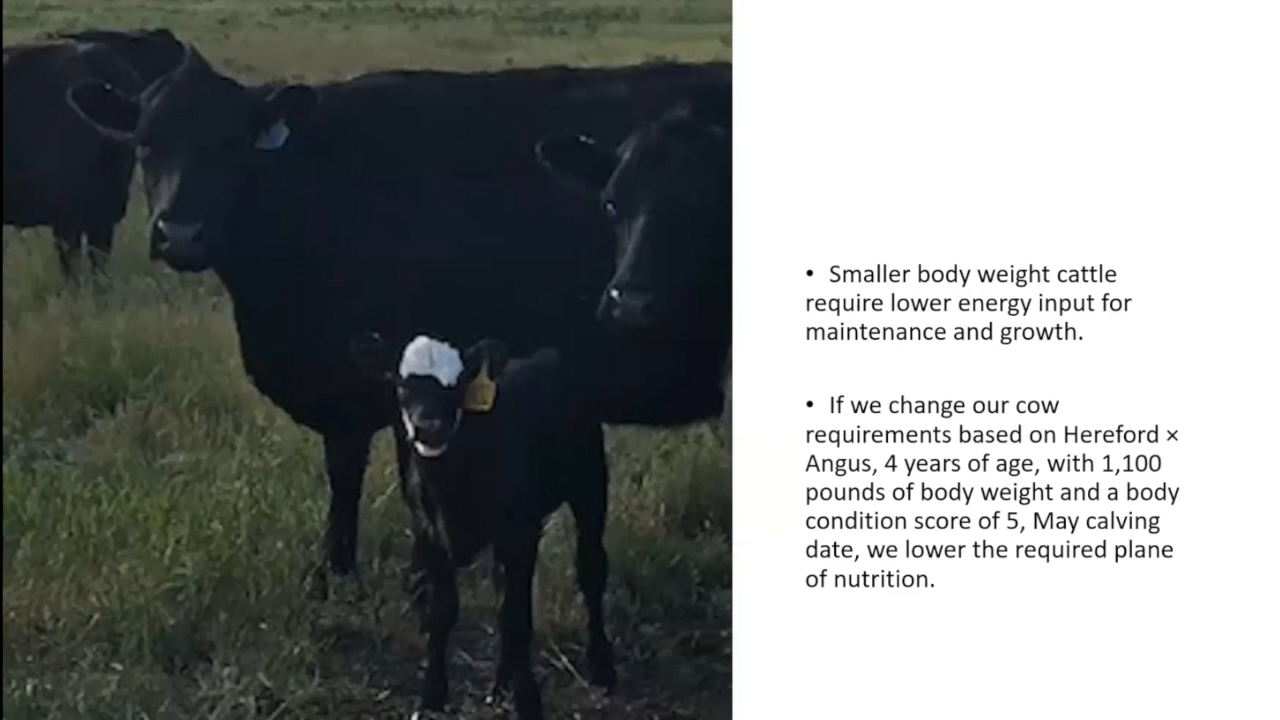 • Smaller body weight cattle
require lower energy input for
maintenance and growth.
• If we change our cow
requirements based on Hereford ×
Angus, 4 years of age, with 1,100
pounds of body weight and a body
condition score of 5, May calving
date, we lower the required plane
of nutrition.